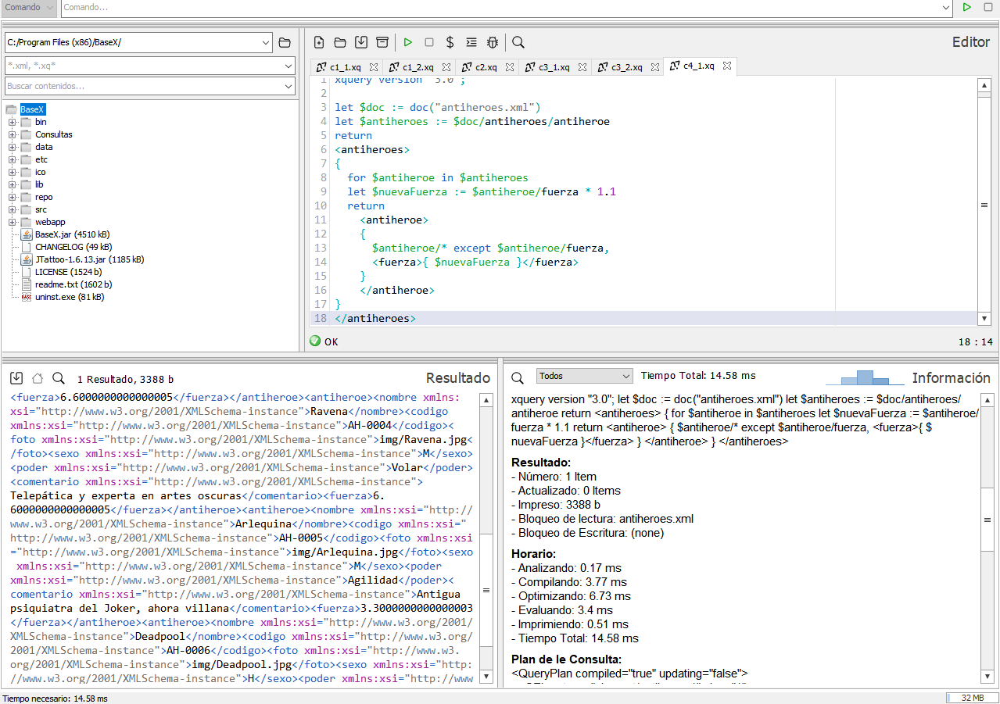 Comando
Comando...
C:/Program Files (x86)/BaseX/
*.xml, *.xq*
Buscar contenidos...
BaseX
bin
Consultas
data
etc
ico
lib
repo
src
webapp
BaseX.jar (4510 kB)
CHANGELOG (49 kB)
JTattoo-1.6.13.jar (1185 kB)
LICENSE (1524 b)
readme.txt (1602 b)
uninst.exe (81 kB)
Editor
c1_1.xq
c1_2.xq
c2.xq
c3_1.xq
c3_2.xq
c4_1.xq
1 xquery version "3.0";
2
3 let $doc := doc("antiheroes.xml")
4 let $antiheroes := $doc/antiheroes/antiheroe
5 return
6 <antiheroes>
7 {
8 for $antiheroe in $antiheroes
9 let $nuevaFuerza := $antiheroe/fuerza * 1.1
10 return
11 <antiheroe>
12 {
13 $antiheroe/* except $antiheroe/fuerza,
14 <fuerza>{ $nuevaFuerza }</fuerza>
15 }
16 </antiheroe>
17 }
18 </antiheroes>
OK
18 : 14
1 Resultado, 3388 b
Resultado
<fuerza>6.6000000000000005</fuerza></antiheroe><antiheroe><nombre xmlns:
xsi="http://www.w3.org/2001/XMLSchema-instance">Ravena</nombre><codigo
xmlns:xsi="http://www.w3.org/2001/XMLSchema-instance">AH-0004</codigo><
foto xmlns:xsi="http://www.w3.org/2001/XMLSchema-instance">img/Ravena.jpg<
/foto><sexo xmlns:xsi="http://www.w3.org/2001/XMLSchema-instance">M</sexo>
<poder xmlns:xsi="http://www.w3.org/2001/XMLSchema-instance">Volar</poder>
<comentario xmlns:xsi="http://www.w3.org/2001/XMLSchema-instance">
Telepática y experta en artes oscuras</comentario><fuerza>6.
6000000000000005</fuerza></antiheroe><antiheroe><nombre xmlns:xsi="http://
www.w3.org/2001/XMLSchema-instance">Arlequina</nombre><codigo xmlns:xsi="
http://www.w3.org/2001/XMLSchema-instance">AH-0005</codigo><foto xmlns:xsi
="http://www.w3.org/2001/XMLSchema-instance">img/Arlequina.jpg</foto><sexo
xmlns:xsi="http://www.w3.org/2001/XMLSchema-instance">M</sexo><poder
xmlns:xsi="http://www.w3.org/2001/XMLSchema-instance">Agilidad</poder><
comentario xmlns:xsi="http://www.w3.org/2001/XMLSchema-instance">Antigua
psiquiatra del Joker, ahora villana</comentario><fuerza>3.3000000000000003
</fuerza></antiheroe><antiheroe><nombre xmlns:xsi="http://www.w3.org/2001/
XMLSchema-instance">Deadpool</nombre><codigo xmlns:xsi="http://www.w3.org/
2001/XMLSchema-instance">AH-0006</codigo><foto xmlns:xsi="http://www.w3.
org/2001/XMLSchema-instance">img/Deadpool.jpg</foto><sexo xmlns:xsi="http:
//www.w3.org/2001/XMLSchema-instance">H</sexo><poder xmlns:xsi="http://www
Todos
Tiempo Total: 14.58 ms
Información
xquery version "3.0"; let $doc := doc("antiheroes.xml") let $antiheroes := $doc/antiheroes/
antiheroe return <antiheroes> { for $antiheroe in $antiheroes let $nuevaFuerza := $antiheroe/
fuerza * 1.1 return <antiheroe> { $antiheroe/* except $antiheroe/fuerza, <fuerza>{ $
nuevaFuerza }</fuerza> } </antiheroe> } </antiheroes>
Resultado:
- Número: 1 Item
- Actualizado: 0 Items
- Impreso: 3388 b
- Bloqueo de lectura: antiheroes.xml
- Bloqueo de Escritura: (none)
Horario:
- Analizando: 0.17 ms
- Compilando: 3.77 ms
- Optimizando: 6.73 ms
- Evaluando: 3.4 ms
- Imprimiendo: 0.51 ms
- Tiempo Total: 14.58 ms
Plan de le Consulta:
<QueryPlan compiled="true" updating="false">
Tiempo necesario: 14.58 ms
32 MB